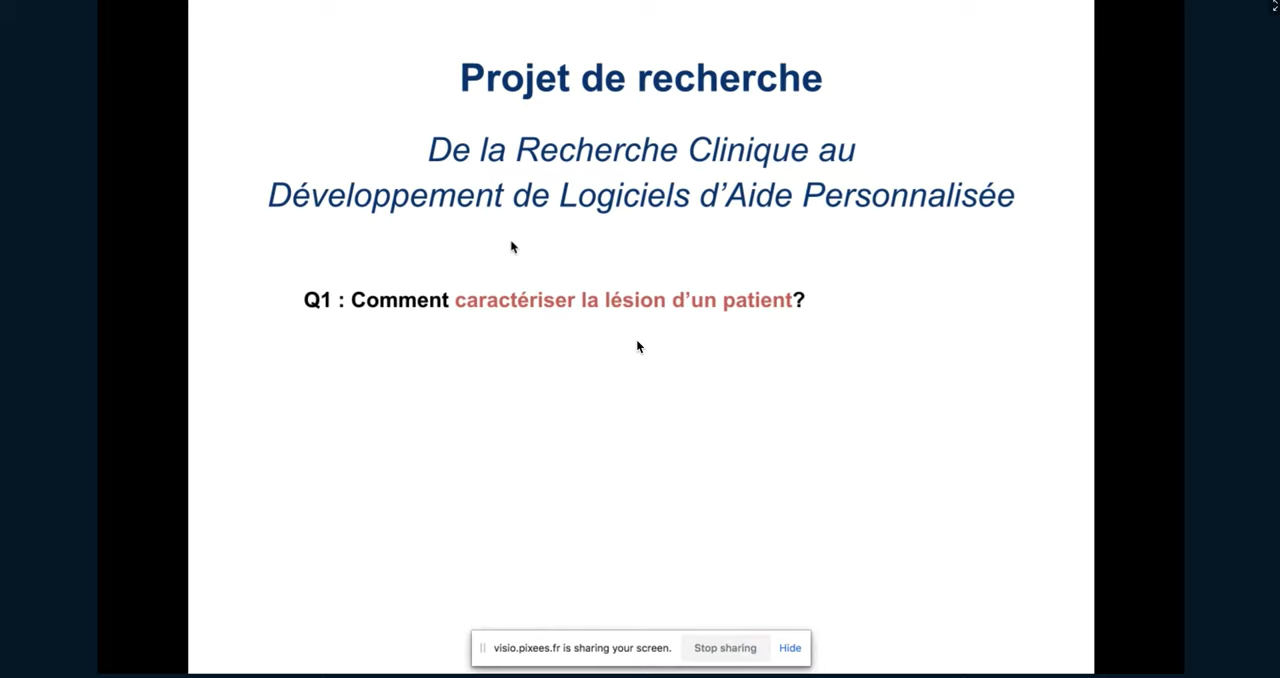 Projet de recherche
De la Recherche Clinique au
Développement de Logiciels d’Aide Personnalisée
Q1 : Comment caractériser la lésion d’un patient?
visio.pixees.fr is sharing your screen. Stop sharing Hide